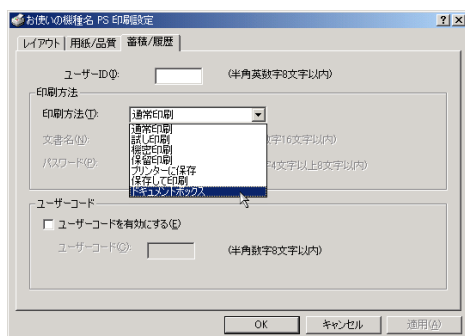 お使いの機種名 PS 印刷設定
レイアウト 用紙/品質 蓄積/履歴
ユーザーID(I): (半角英数字8文字以内)
印刷方法
印刷方法(T): 通常印刷
通常印刷
試し印刷
機密印刷
保留印刷
プリンターに保存
保存して印刷
ドキュメントボックス
文書名(N): 数字16文字以内)
パスワード(P): 字4文字以上8文字以内)
ユーザーコード
ユーザーコードを有効にする(E)
ユーザーコード(C): (半角数字8文字以内)
OK キャンセル 適用(A)